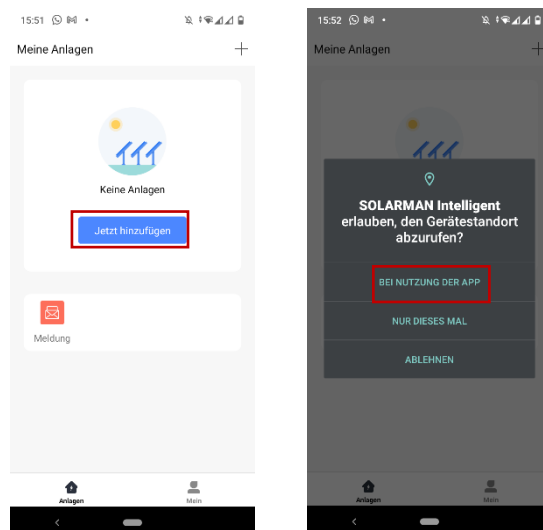 15:51
Meine Anlagen
Keine Anlagen
Jetzt hinzufügen
Meldung
Anlagen
Mein
15:52
Meine Anlagen
SOLARMAN Intelligent
erlauben, den Gerätestandort
abzurufen?
BEI NUTZUNG DER APP
NUR DIESES MAL
ABLEHNEN
Anlagen
Mein